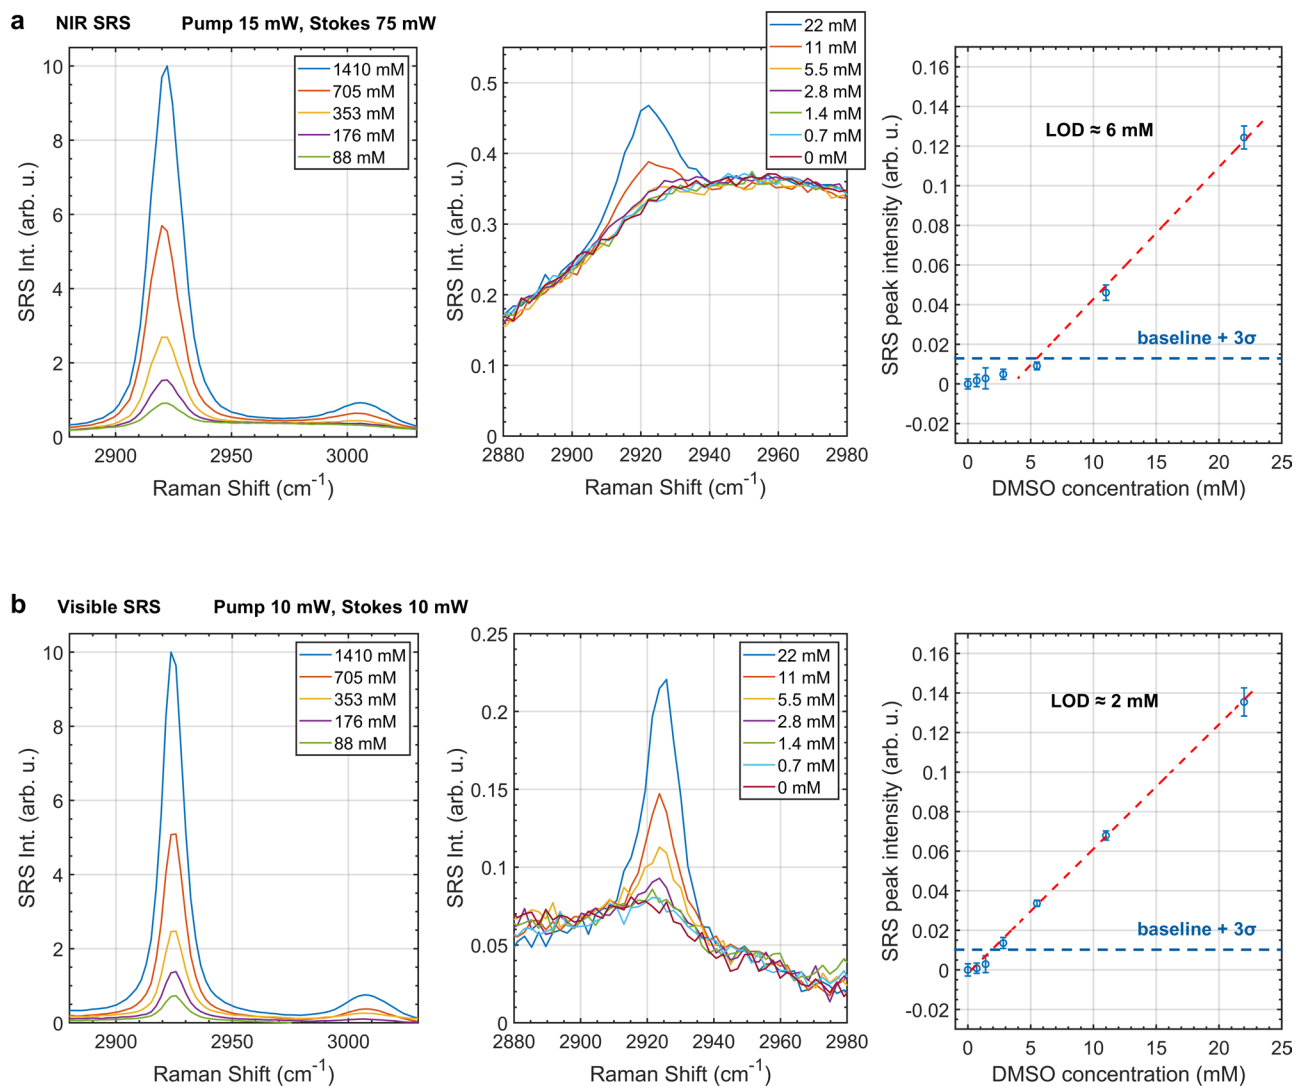 a NIR SRS Pump 15 mW, Stokes 75 mW
SRS Int. (arb. u.)
10
8
6
4
2
0
2900 2950 3000
Raman Shift (cm-1)
1410 mM
705 mM
353 mM
176 mM
88 mM
SRS Int. (arb. u.)
0.5
0.4
0.3
0.2
0.1
0
2880 2900 2920 2940 2960 2980
Raman Shift (cm-1)
22 mM
11 mM
5.5 mM
2.8 mM
1.4 mM
0.7 mM
0 mM
SRS peak intensity (arb. u.)
0.16
0.14
0.12
0.1
0.08
0.06
0.04
0.02
0
-0.02
0 5 10 15 20 25
DMSO concentration (mM)
LOD ≈ 6 mM
baseline + 3σ
b Visible SRS Pump 10 mW, Stokes 10 mW
SRS Int. (arb. u.)
10
8
6
4
2
0
2900 2950 3000
Raman Shift (cm-1)
1410 mM
705 mM
353 mM
176 mM
88 mM
SRS Int. (arb. u.)
0.25
0.2
0.15
0.1
0.05
0
2880 2900 2920 2940 2960 2980
Raman Shift (cm-1)
22 mM
11 mM
5.5 mM
2.8 mM
1.4 mM
0.7 mM
0 mM
SRS peak intensity (arb. u.)
0.16
0.14
0.12
0.1
0.08
0.06
0.04
0.02
0
-0.02
0 5 10 15 20 25
DMSO concentration (mM)
LOD ≈ 2 mM
baseline + 3σ